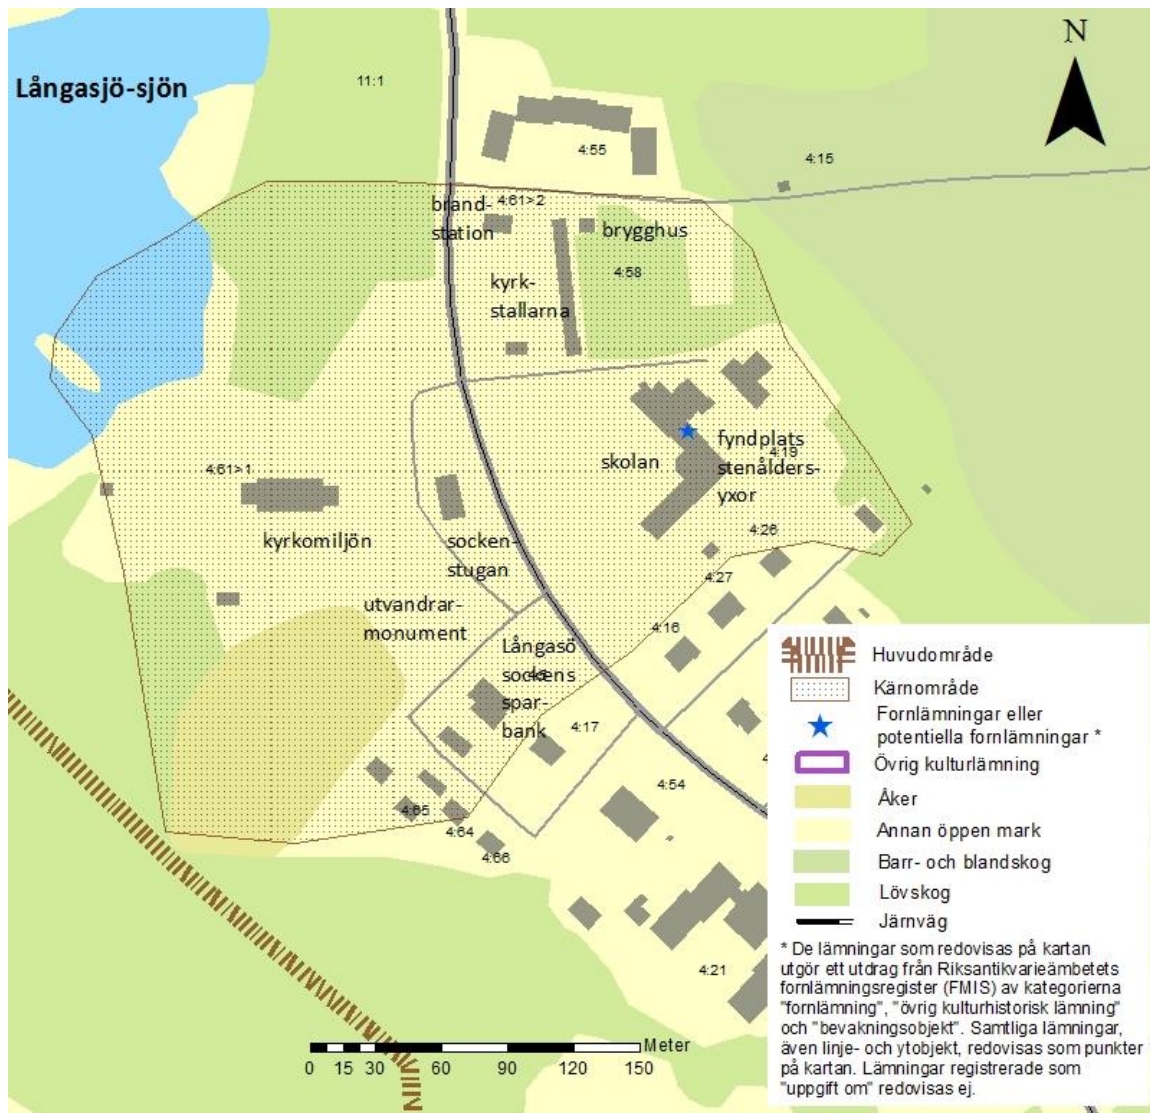 N
Långasjö-sjön
11:1
4:55
4:15
brand-
station
4:61>2
brygghus
4:58
kyrk-
stallarna
skolan
fyndplats
4:19
stenålders-
yxor
4:61>1
kyrkomiljön
socken-
stugan
4:26
4:27
utvandrar-
monument
4:16
Långasö
sockens
spar-
bank
4:17
4:54
4:65
4:64
4:66
4:21
Huvudområde
Kärnområde
Fornlämningar eller
potentiella fornlämningar *
Övrig kulturlämning
Åker
Annan öppen mark
Barr- och blandskog
Lövskog
Järnväg
* De lämningar som redovisas på kartan
utgör ett utdrag från Riksantikvarieämbetets
fornlämningsregister (FMIS) av kategorierna
"fornlämning", "övrig kulturhistorisk lämning"
och "bevakningsobjekt". Samtliga lämningar,
även linje- och ytobjekt, redovisas som punkter
på kartan. Lämningar registrerade som
"uppgift om" redovisas ej.
Meter
0 15 30 60 90 120 150